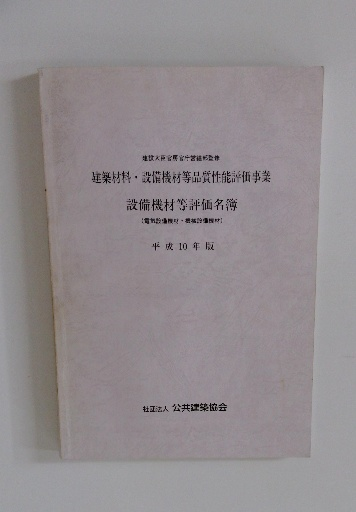 建設大臣官房官庁営繕部監修
建築材料・設備機材等品質性能評価事業
設備機材等評価名簿
（電気設備機材・機械設備機材）
平成10年版
社団法人 公共建築協会